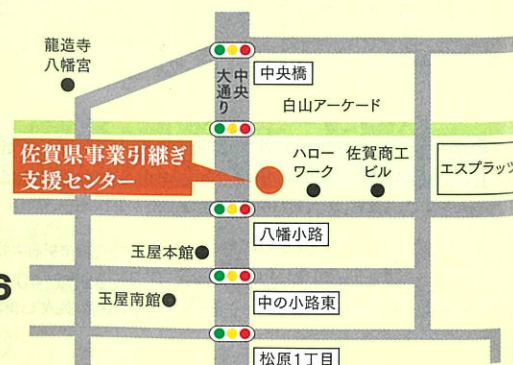 龍造寺
八幡宮
中央
大通り
中央橋
白山アーケード
佐賀県事業引継ぎ
支援センター
ハロー
ワーク
佐賀商工
ビル
エスプラッツ
八幡小路
玉屋本館
6
玉屋南館
中の小路東
松原1丁目